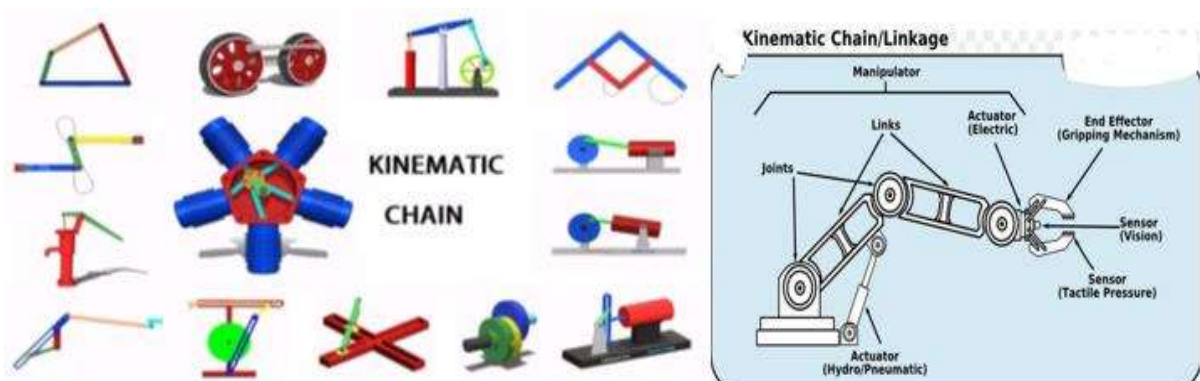 KINEMATIC
CHAIN
Kinematic Chain/Linkage
Manipulator
Links
Actuator
(Electric)
End Effector
(Gripping Mechanism)
Joints
Sensor
(Vision)
Sensor
(Tactile Pressure)
Actuator
(Hydro/Pneumatic)